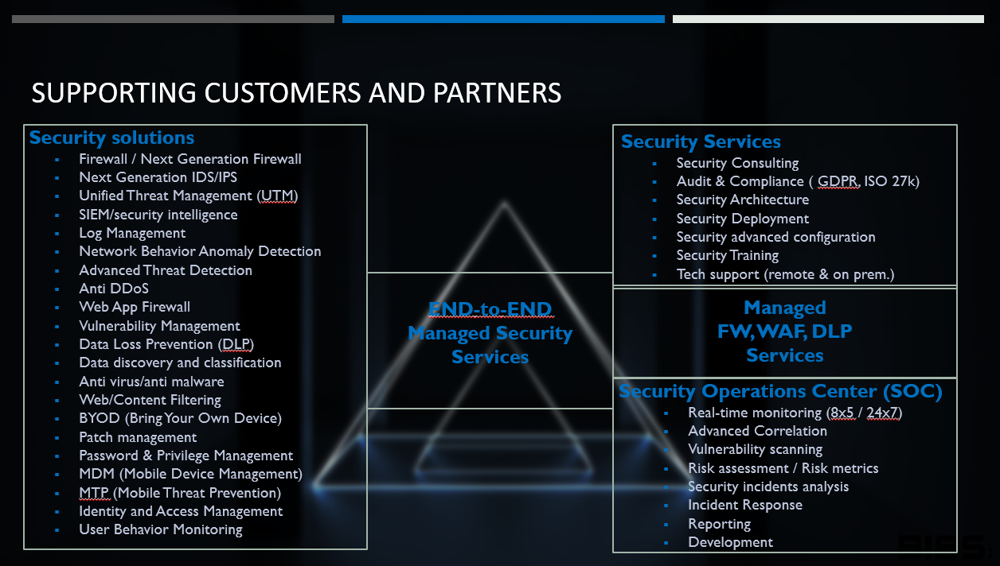 SUPPORTING CUSTOMERS AND PARTNERS
Security solutions
Firewall / Next Generation Firewall
Next Generation IDS/IPS
Unified Threat Management (UTM)
SIEM/security intelligence
Log Management
Network Behavior Anomaly Detection
Advanced Threat Detection
Anti DDoS
Web App Firewall
Vulnerability Management
Data Loss Prevention (DLP)
Data discovery and classification
Anti virus/anti malware
Web/Content Filtering
BYOD (Bring Your Own Device)
Patch management
Password & Privilege Management
MDM (Mobile Device Management)
MTP (Mobile Threat Prevention)
Identity and Access Management
User Behavior Monitoring
END-to-END
Managed Security
Services
Security Services
Security Consulting
Audit & Compliance ( GDPR, ISO 27k)
Security Architecture
Security Deployment
Security advanced configuration
Security Training
Tech support (remote & on prem.)
Managed
FW, WAF, DLP
Services
Security Operations Center (SOC)
Real-time monitoring (8x5 / 24x7)
Advanced Correlation
Vulnerability scanning
Risk assessment / Risk metrics
Security incidents analysis
Incident Response
Reporting
Development